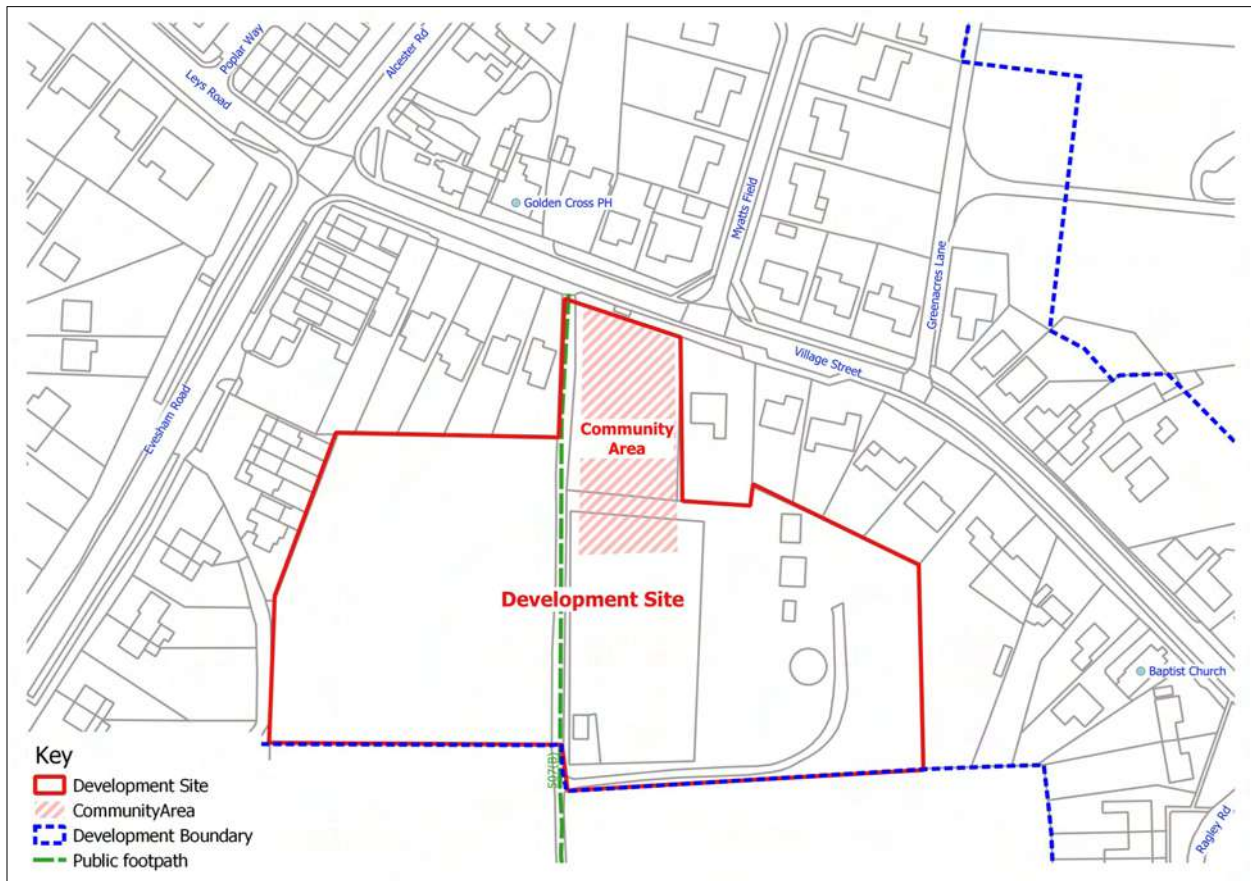 Poplar Way
Leys Road
Alcester Rd
Golden Cross PH
Myatts Field
Greenacres Lane
Village Street
Evesham Road
Community
Area
Development Site
Baptist Church
507(B)
Ragley Rd
Key
Development Site
CommunityArea
Development Boundary
Public footpath